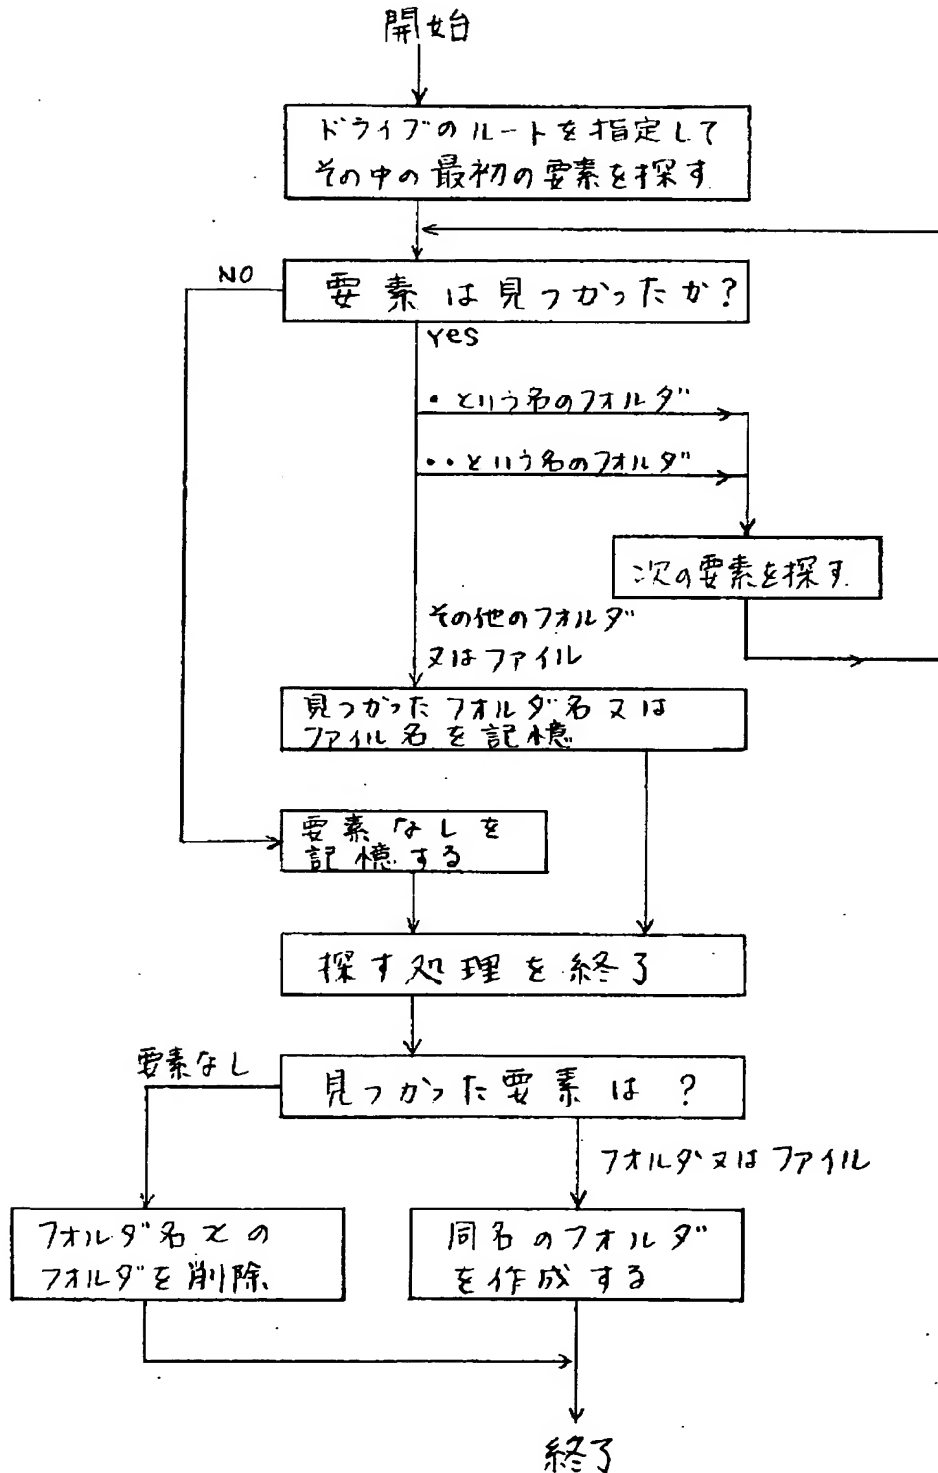 開始
ドライブのルートを指定して
その中の最初の要素を探す
NO
要素は見つかったか?
yes
・という名のフォルダ
・・という名のフォルダ
次の要素を探す
その他のフォルダ
又はファイル
見つかったフォルダ名又は
ファイル名を記憶
要素なしを
記憶する
探す処理を終了
要素なし
見つかった要素は?
フォルダ又はファイル
フォルダ名xの
フォルダを削除
同名のフォルダ
を作成する
終了